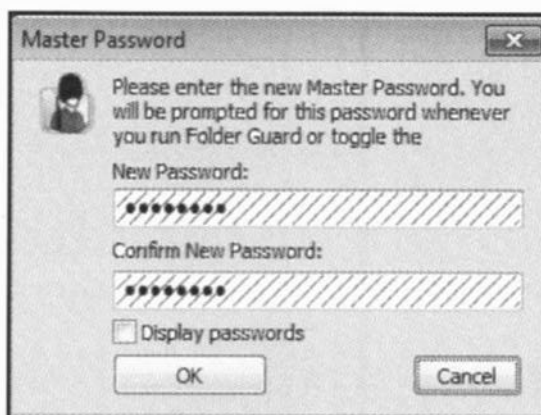 Master Password
Please enter the new Master Password. You
will be prompted for this password whenever
you run Folder Guard or toggle the
New Password:
••••••••
Confirm New Password:
••••••••
Display passwords
OK
Cancel